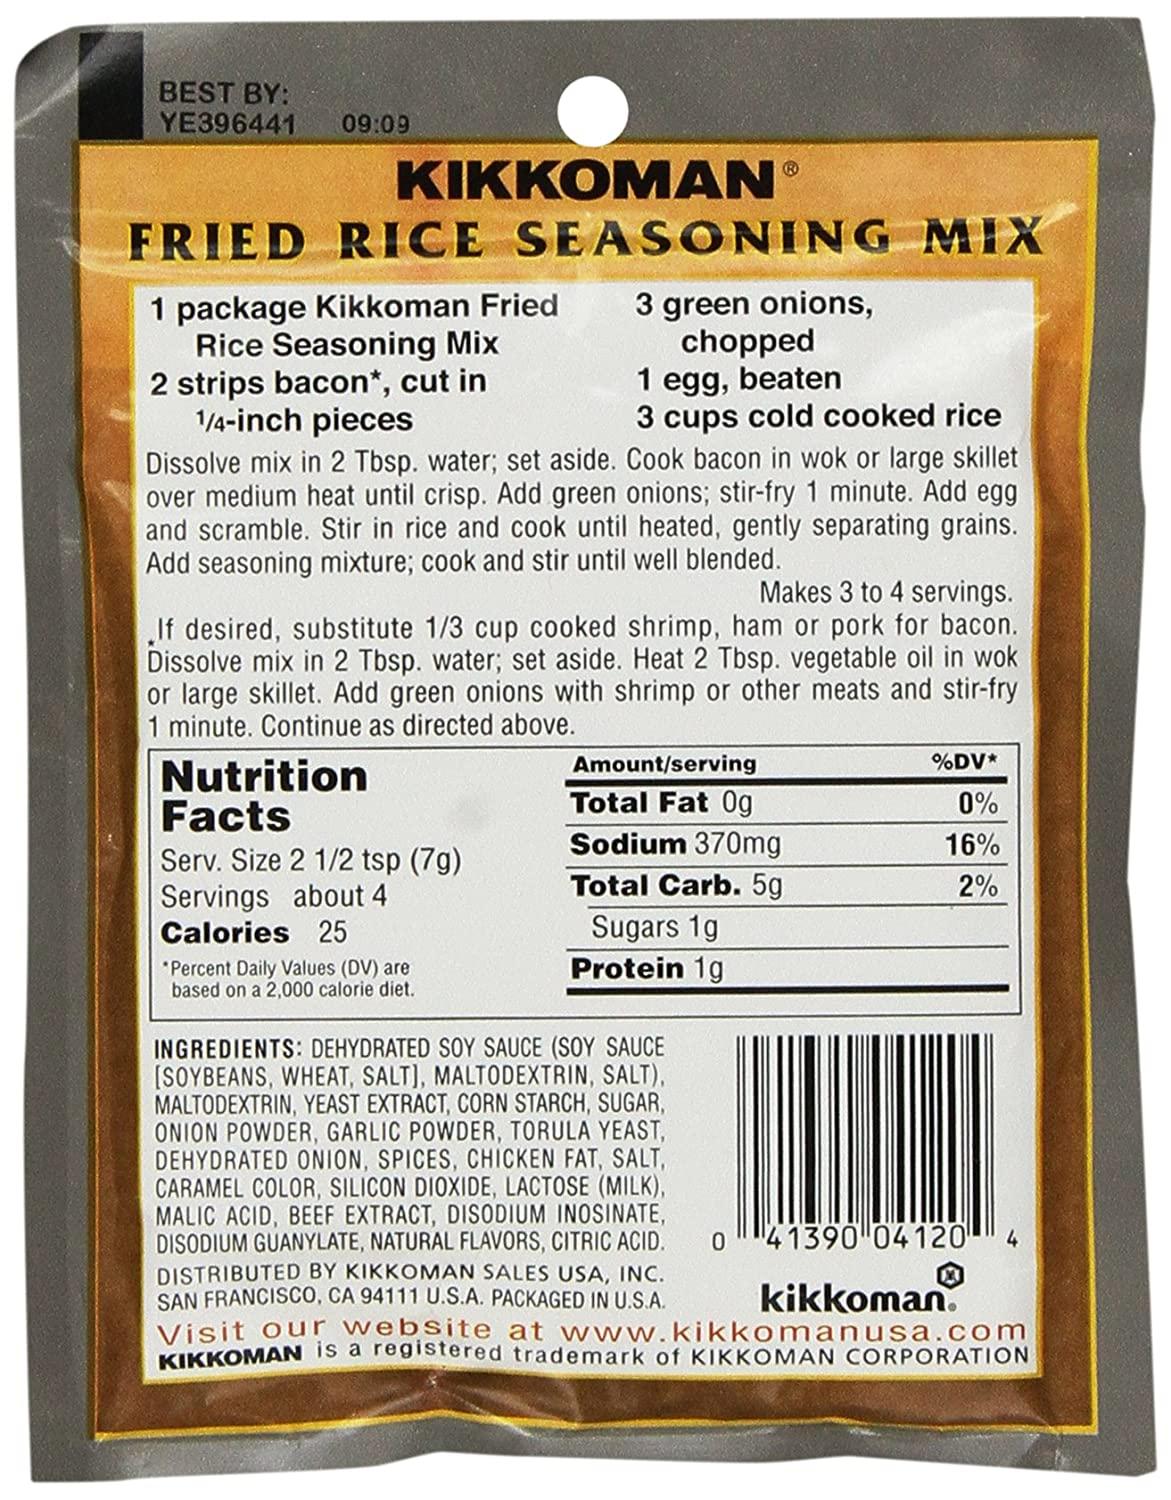 BEST BY:
YE396441 09:09
KIKKOMAN®
FRIED RICE SEASONING MIX
1 package Kikkoman Fried
Rice Seasoning Mix
2 strips bacon*, cut in
1/4-inch pieces
3 green onions,
chopped
1 egg, beaten
3 cups cold cooked rice
Dissolve mix in 2 Tbsp. water; set aside. Cook bacon in wok or large skillet
over medium heat until crisp. Add green onions; stir-fry 1 minute. Add egg
and scramble. Stir in rice and cook until heated, gently separating grains.
Add seasoning mixture; cook and stir until well blended.
Makes 3 to 4 servings.
*If desired, substitute 1/3 cup cooked shrimp, ham or pork for bacon.
Dissolve mix in 2 Tbsp. water; set aside. Heat 2 Tbsp. vegetable oil in wok
or large skillet. Add green onions with shrimp or other meats and stir-fry
1 minute. Continue as directed above.
Nutrition
Facts
Serv. Size 2 1/2 tsp (7g)
Servings about 4
Calories 25
*Percent Daily Values (DV) are
based on a 2,000 calorie diet.
Amount/serving %DV*
Total Fat 0g 0%
Sodium 370mg 16%
Total Carb. 5g 2%
Sugars 1g
Protein 1g
INGREDIENTS: DEHYDRATED SOY SAUCE (SOY SAUCE
[SOYBEANS, WHEAT, SALT], MALTODEXTRIN, SALT),
MALTODEXTRIN, YEAST EXTRACT, CORN STARCH, SUGAR,
ONION POWDER, GARLIC POWDER, TORULA YEAST,
DEHYDRATED ONION, SPICES, CHICKEN FAT, SALT,
CARAMEL COLOR, SILICON DIOXIDE, LACTOSE (MILK),
MALIC ACID, BEEF EXTRACT, DISODIUM INOSINATE,
DISODIUM GUANYLATE, NATURAL FLAVORS, CITRIC ACID.
DISTRIBUTED BY KIKKOMAN SALES USA, INC.
SAN FRANCISCO, CA 94111 U.S.A. PACKAGED IN U.S.A.
0 41390 04120 4
kikkoman®
Visit our website at www.kikkomanusa.com
KIKKOMAN is a registered trademark of KIKKOMAN CORPORATION